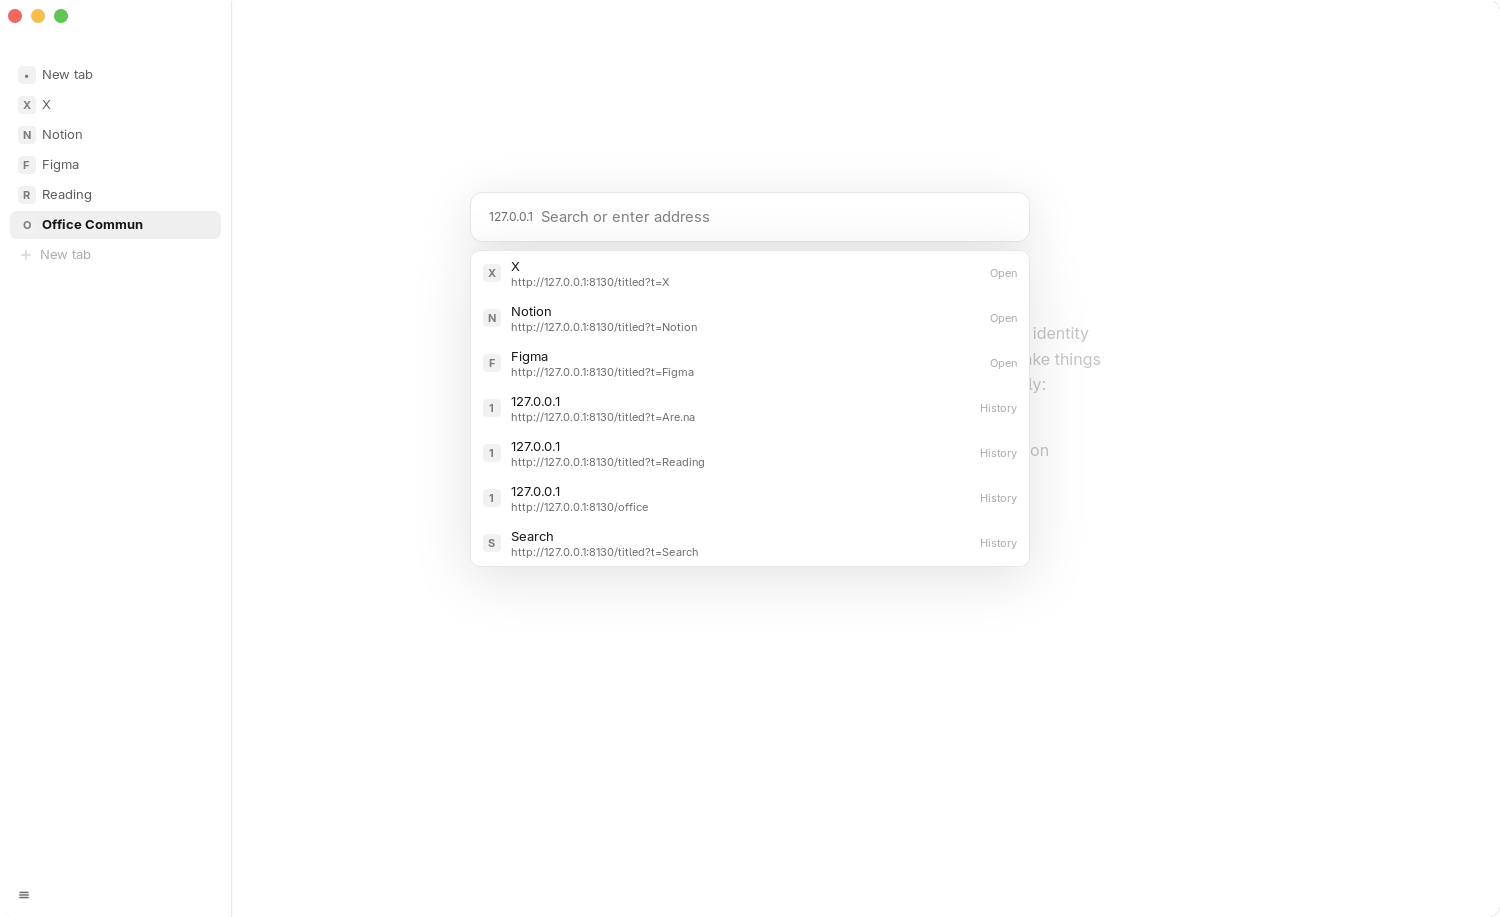 New tab
X X
N Notion
F Figma
R Reading
O Office Commun
New tab
127.0.0.1 Search or enter address
X X
http://127.0.0.1:8130/titled?t=X
Open
N Notion
http://127.0.0.1:8130/titled?t=Notion
Open
F Figma
http://127.0.0.1:8130/titled?t=Figma
Open
1 127.0.0.1
http://127.0.0.1:8130/titled?t=Are.na
History
1 127.0.0.1
http://127.0.0.1:8130/titled?t=Reading
History
1 127.0.0.1
http://127.0.0.1:8130/office
History
S Search
http://127.0.0.1:8130/titled?t=Search
History
identity
things